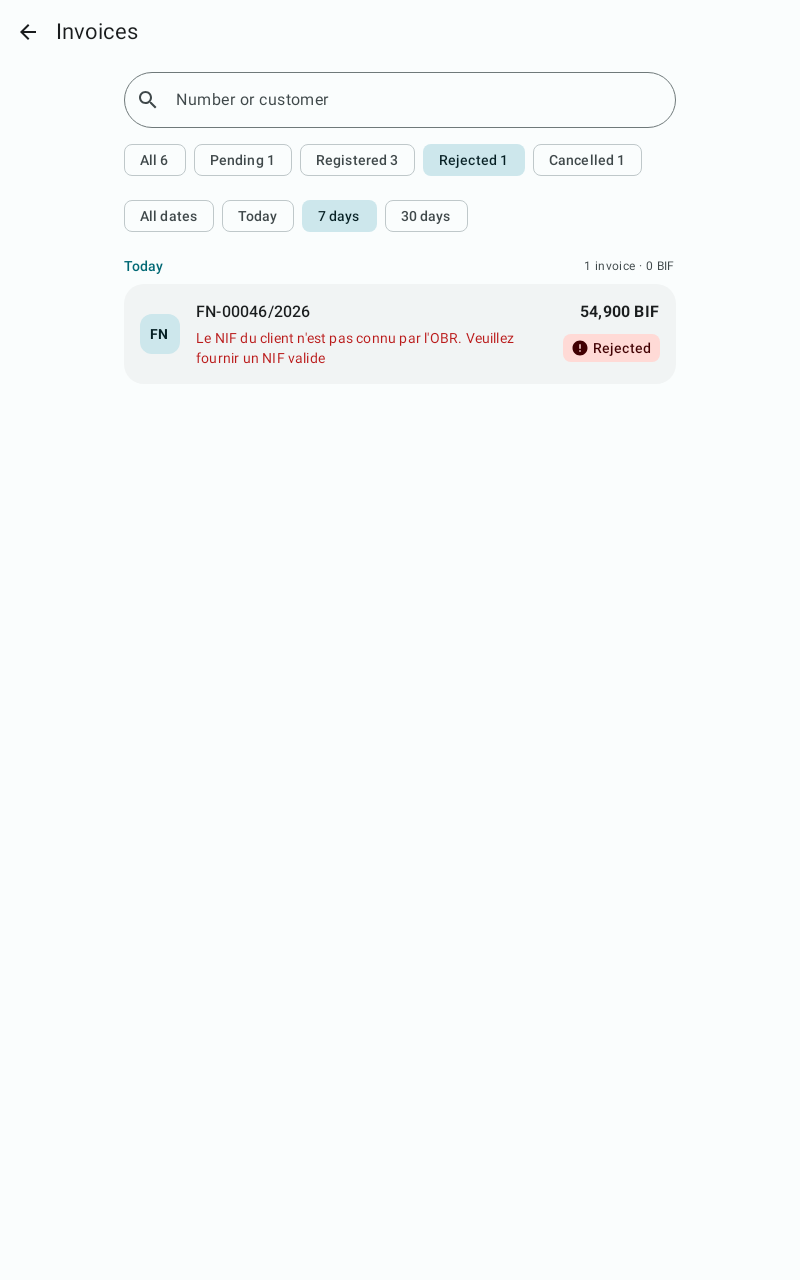 Invoices
Number or customer
All 6
Pending 1
Registered 3
Rejected 1
Cancelled 1
All dates
Today
7 days
30 days
Today
1 invoice · 0 BIF
FN
FN-00046/2026
Le NIF du client n'est pas connu par l'OBR. Veuillez
fournir un NIF valide
54,900 BIF
Rejected